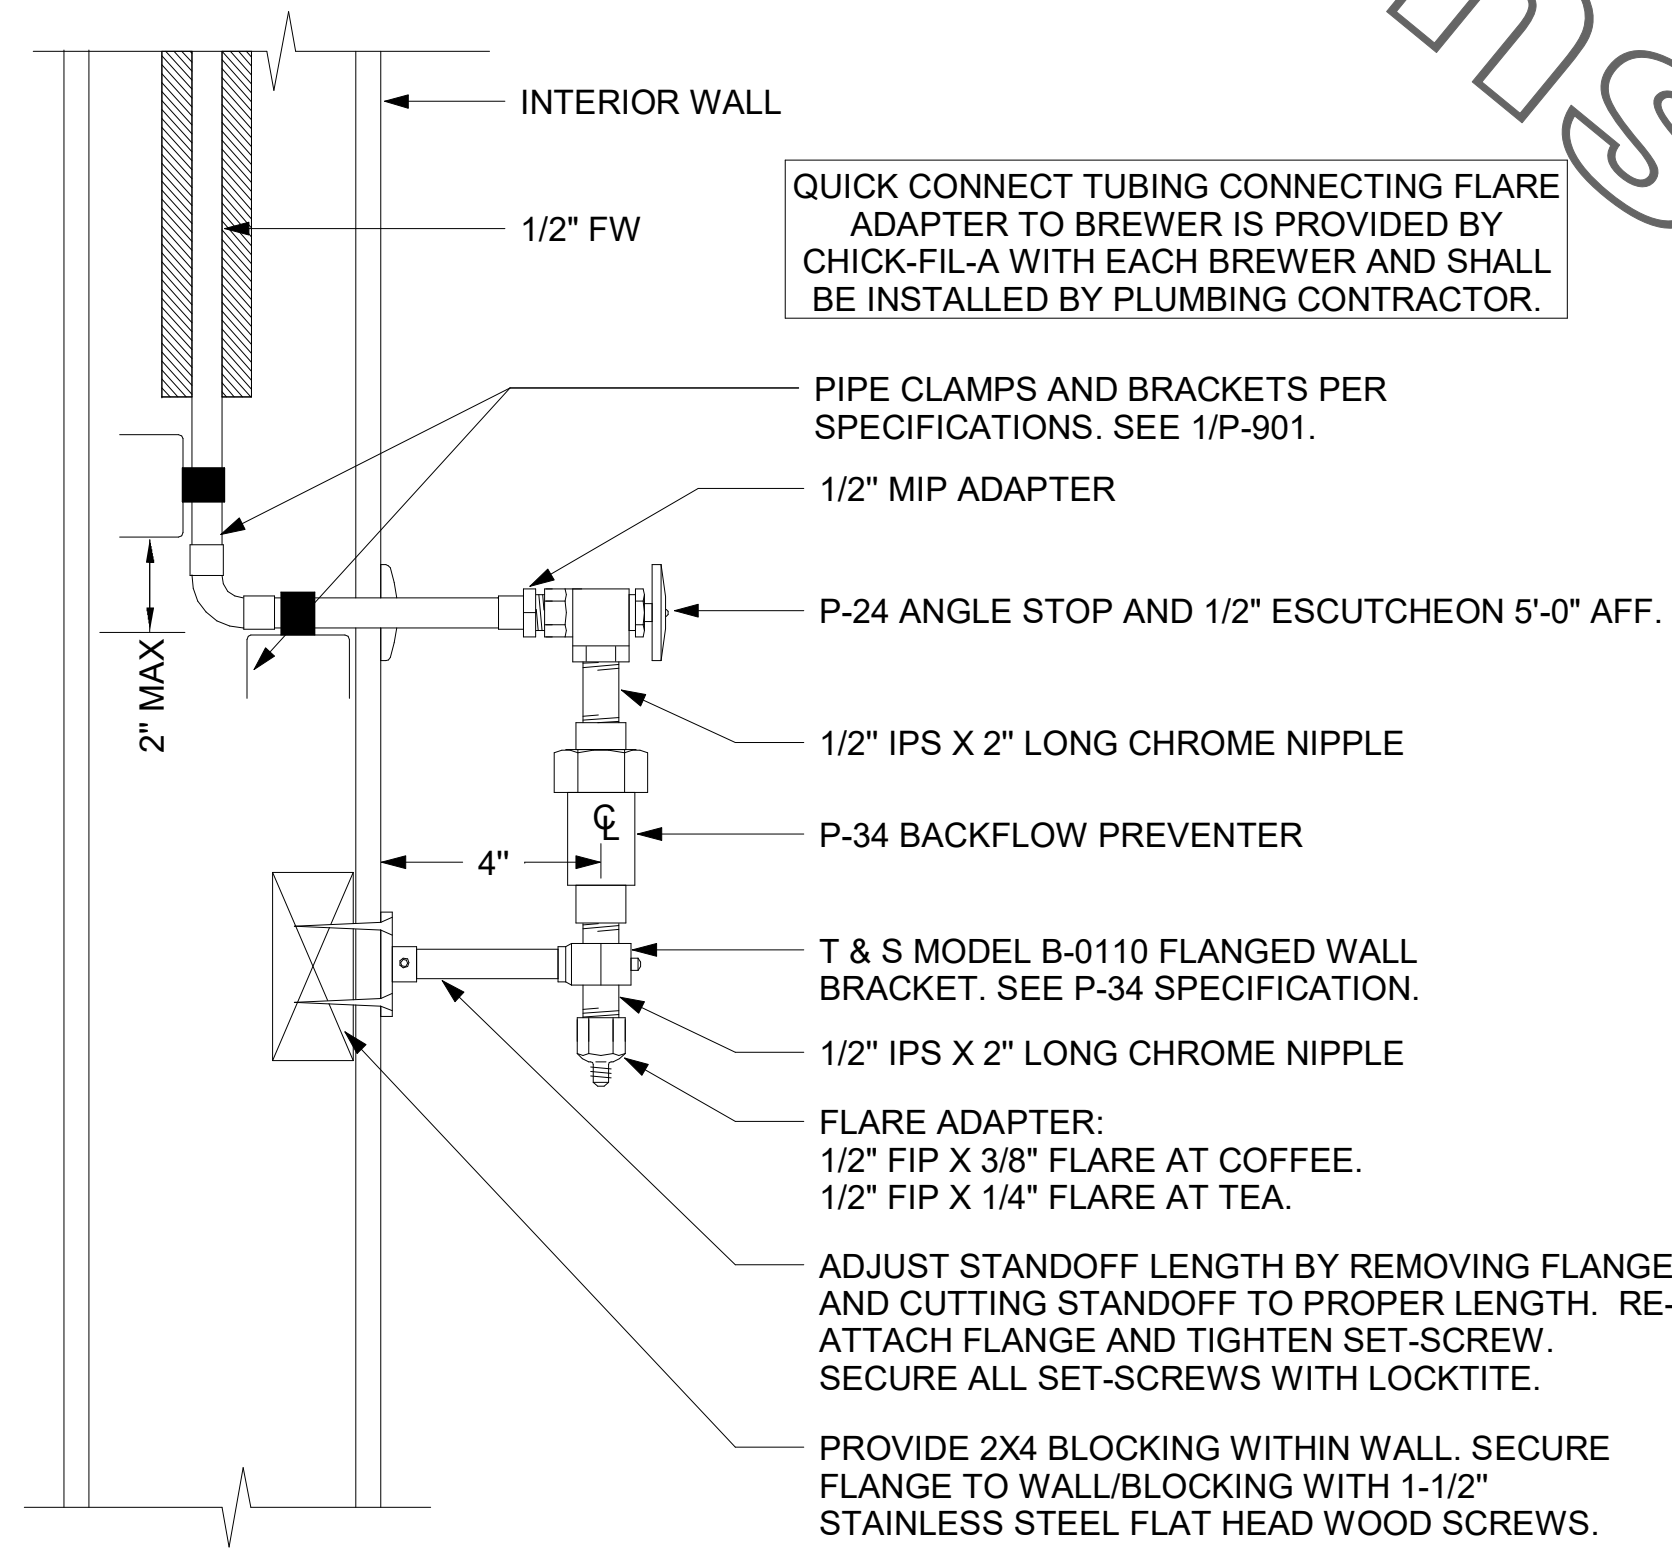 INTERIOR WALL
1/2" FW
QUICK CONNECT TUBING CONNECTING FLARE
ADAPTER TO BREWER IS PROVIDED BY
CHICK-FIL-A WITH EACH BREWER AND SHALL
BE INSTALLED BY PLUMBING CONTRACTOR.
PIPE CLAMPS AND BRACKETS PER
SPECIFICATIONS. SEE 1/P-901.
1/2" MIP ADAPTER
P-24 ANGLE STOP AND 1/2" ESCUTCHEON 5'-0" AFF.
2" MAX
1/2" IPS X 2" LONG CHROME NIPPLE
℄
P-34 BACKFLOW PREVENTER
4"
T & S MODEL B-0110 FLANGED WALL
BRACKET. SEE P-34 SPECIFICATION.
1/2" IPS X 2" LONG CHROME NIPPLE
FLARE ADAPTER:
1/2" FIP X 3/8" FLARE AT COFFEE.
1/2" FIP X 1/4" FLARE AT TEA.
ADJUST STANDOFF LENGTH BY REMOVING FLANGE
AND CUTTING STANDOFF TO PROPER LENGTH. RE-
ATTACH FLANGE AND TIGHTEN SET-SCREW.
SECURE ALL SET-SCREWS WITH LOCKTITE.
PROVIDE 2X4 BLOCKING WITHIN WALL. SECURE
FLANGE TO WALL/BLOCKING WITH 1-1/2"
STAINLESS STEEL FLAT HEAD WOOD SCREWS.